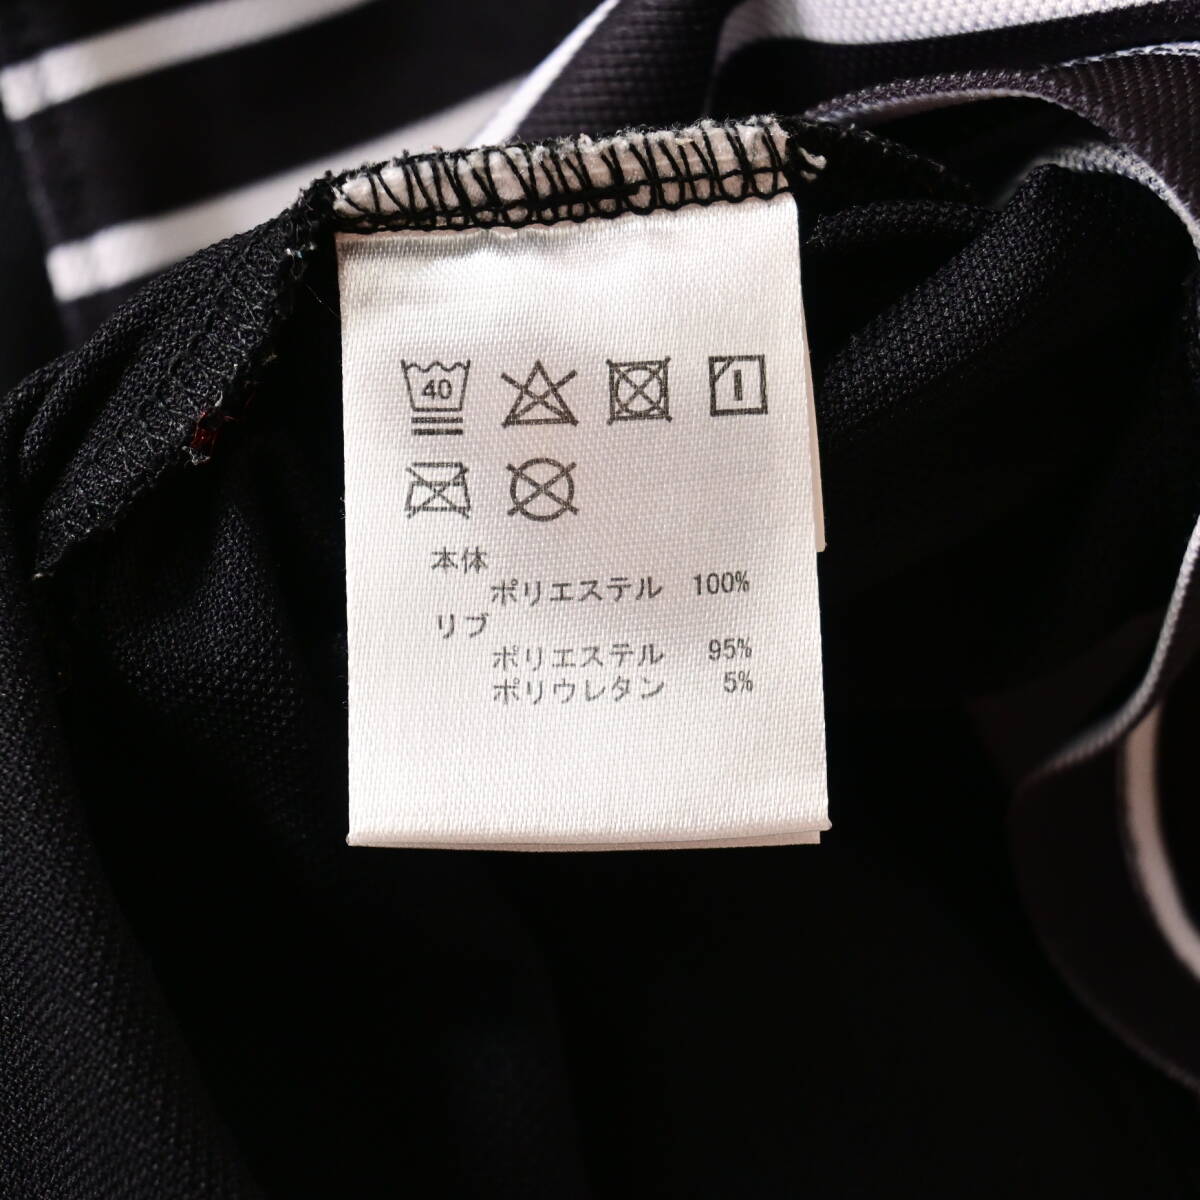 40
本体
ポリエステル 100%
リブ
ポリエステル 95%
ポリウレタン 5%